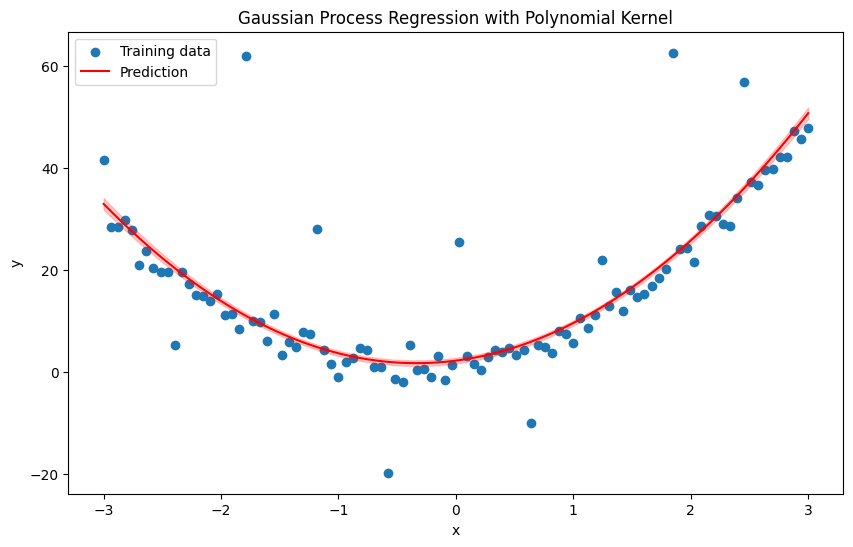 Gaussian Process Regression with Polynomial Kernel
Training data
Prediction
60
40
20
0
−20
y
−3
−2
−1
0
1
2
3
x